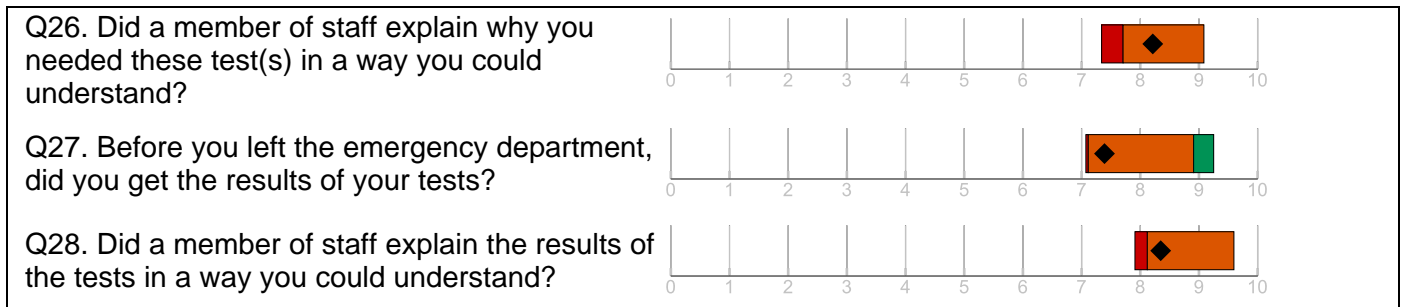 Q26. Did a member of staff explain why you
needed these test(s) in a way you could
understand?
0 1 2 3 4 5 6 7 8 9 10
Q27. Before you left the emergency department,
did you get the results of your tests?
0 1 2 3 4 5 6 7 8 9 10
Q28. Did a member of staff explain the results of
the tests in a way you could understand?
0 1 2 3 4 5 6 7 8 9 10